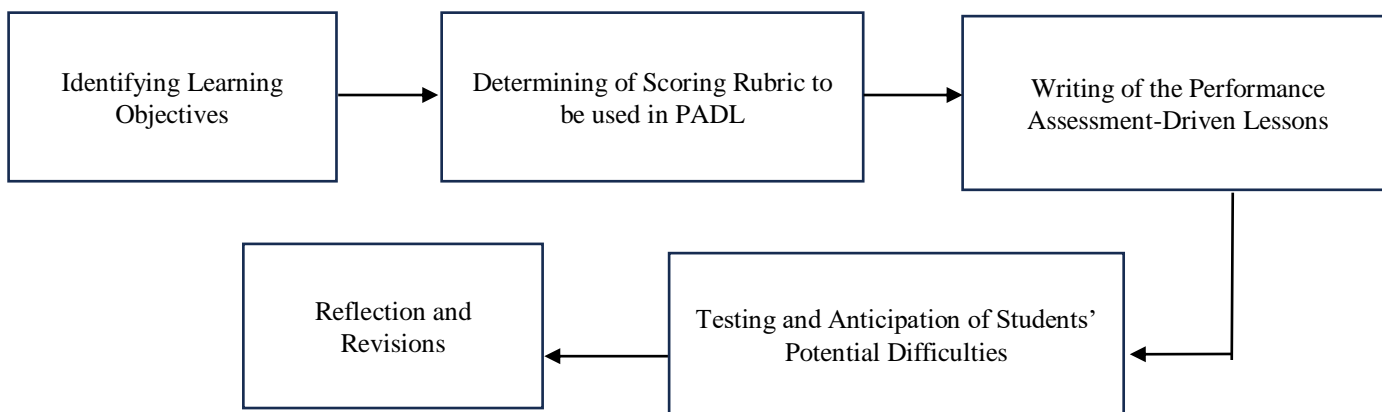 Identifying Learning
Objectives
Determining of Scoring Rubric to
be used in PADL
Writing of the Performance
Assessment-Driven Lessons
Reflection and
Revisions
Testing and Anticipation of Students’
Potential Difficulties